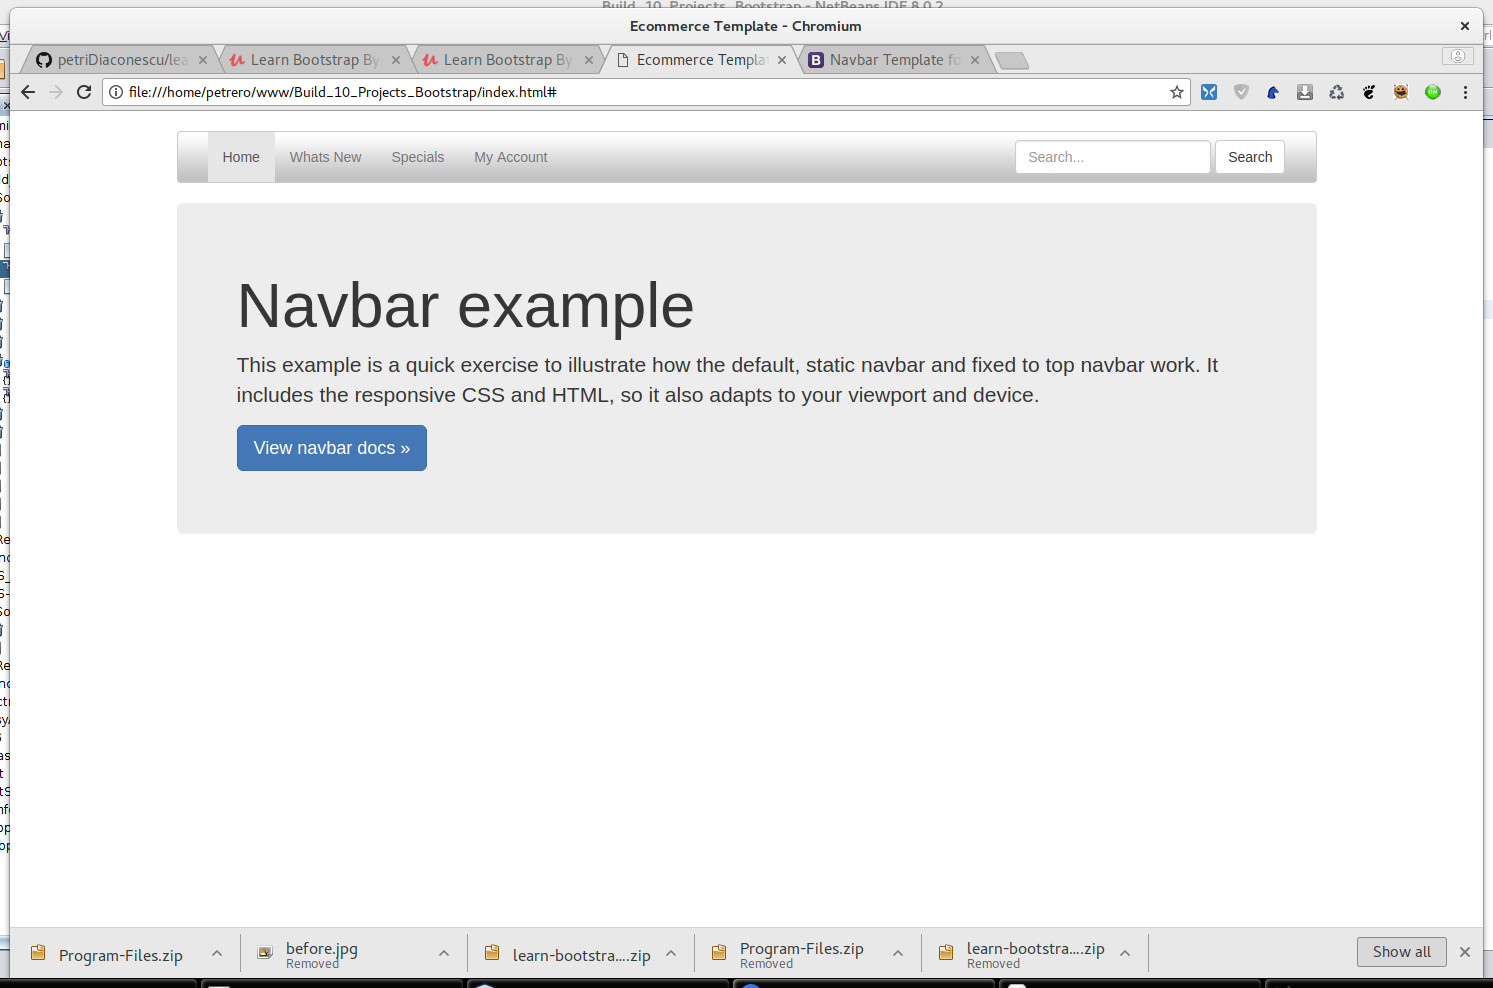 Build_10_Projects_Bootstrap - NetBeans IDE 8.0.2
Ecommerce Template - Chromium
petriDiaconescu/lea
Learn Bootstrap By
Learn Bootstrap By
Ecommerce Templa
Navbar Template fo
file:///home/petrero/www/Build_10_Projects_Bootstrap/index.html#
Home
Whats New
Specials
My Account
Search...
Search
Navbar example
This example is a quick exercise to illustrate how the default, static navbar and fixed to top navbar work. It
includes the responsive CSS and HTML, so it also adapts to your viewport and device.
View navbar docs »
Program-Files.zip
before.jpg
Removed
learn-bootstra....zip
Program-Files.zip
Removed
learn-bootstra....zip
Removed
Show all